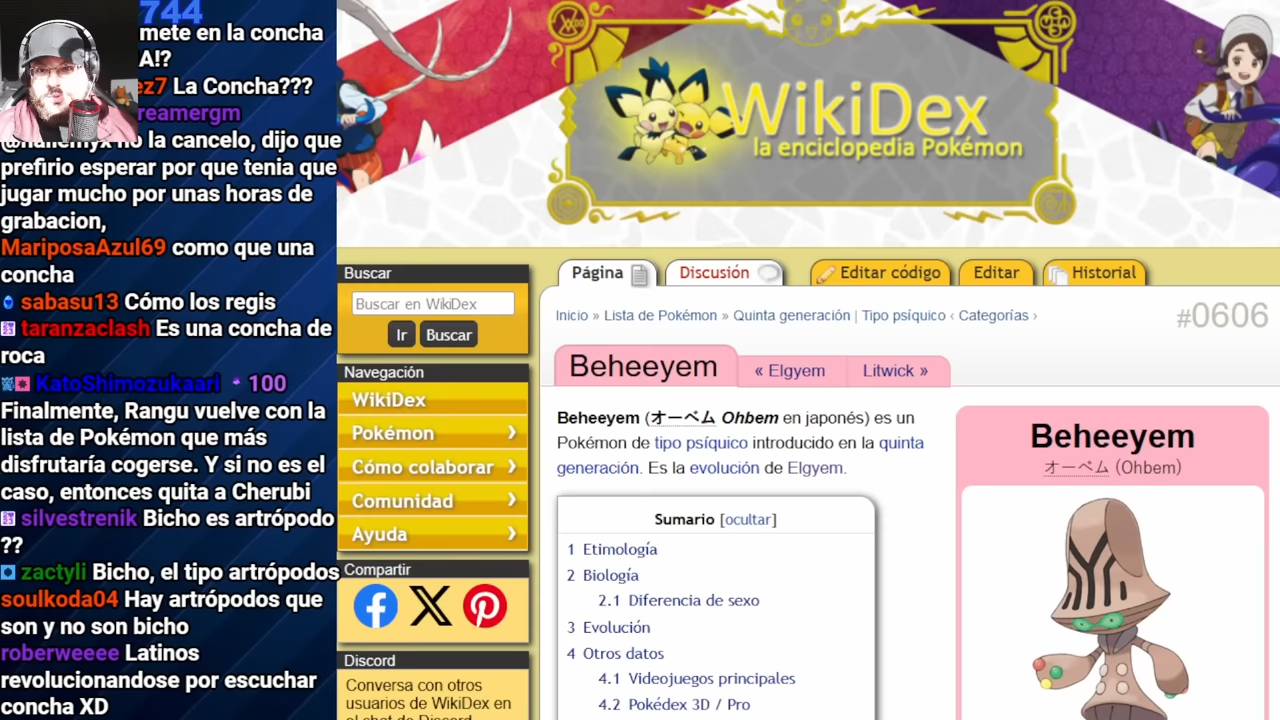 744
mete en la concha
A!?
ez7 La Concha???
reamergm
la cancelo, dijo que
prefirio esperar por que tenia que
jugar mucho por unas horas de
grabacion,
MariposaAzul69 como que una
concha
sabasu13 Cómo los regis
taranzaclash Es una concha de
roca
KatoShimozukaari 100
Finalmente, Rangu vuelve con la
lista de Pokémon que más
disfrutaría cogerse. Y si no es el
caso, entonces quita a Cherubi
silvestrenik Bicho es artrópodo
??
zactyli Bicho, el tipo artrópodos
soulkoda04 Hay artrópodos que
son y no son bicho
roberweeee Latinos
revolucionandose por escuchar
concha XD
WikiDex
la enciclopedia Pokémon
Buscar
Buscar en WikiDex
Ir Buscar
Navegación
WikiDex
Pokémon ›
Cómo colaborar ›
Comunidad ›
Ayuda ›
Compartir
Discord
Conversa con otros
usuarios de WikiDex en
el chat de Discord
Página Discusión Editar código Editar Historial
Inicio » Lista de Pokémon » Quinta generación | Tipo psíquico ‹ Categorías ›
#0606
Beheeyem « Elgyem Litwick »
Beheeyem (オーベム Ohbem en japonés) es un
Pokémon de tipo psíquico introducido en la quinta
generación. Es la evolución de Elgyem.
Sumario [ocultar]
1 Etimología
2 Biología
2.1 Diferencia de sexo
3 Evolución
4 Otros datos
4.1 Videojuegos principales
4.2 Pokédex 3D / Pro
Beheeyem
オーベム (Ohbem)